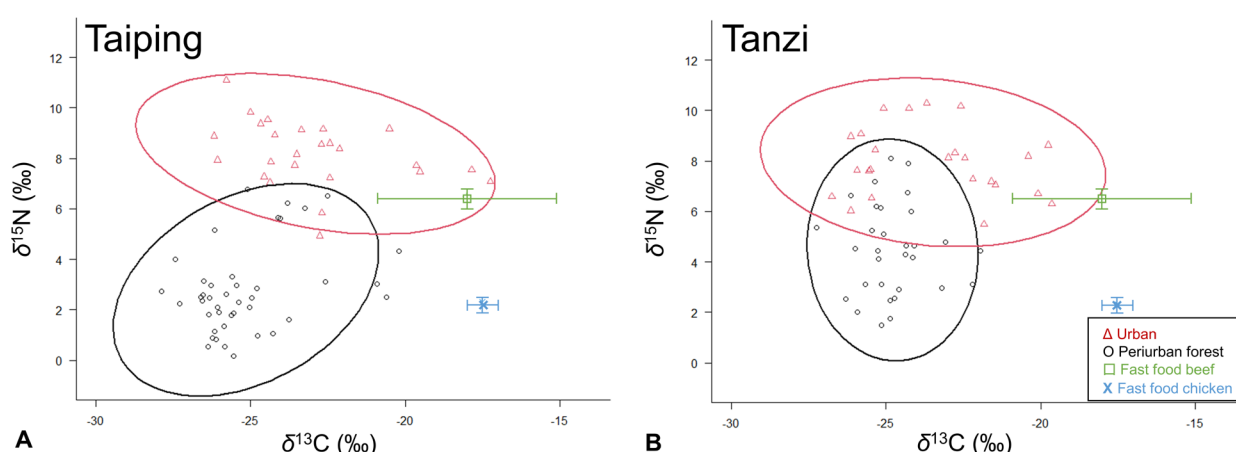 Taiping
12
10
8
6
4
2
0
δ15N (‰)
-30
-25
-20
-15
δ13C (‰)
A
Tanzi
12
10
8
6
4
2
0
δ15N (‰)
-30
-25
-20
-15
δ13C (‰)
B
Urban
Periurban forest
Fast food beef
Fast food chicken